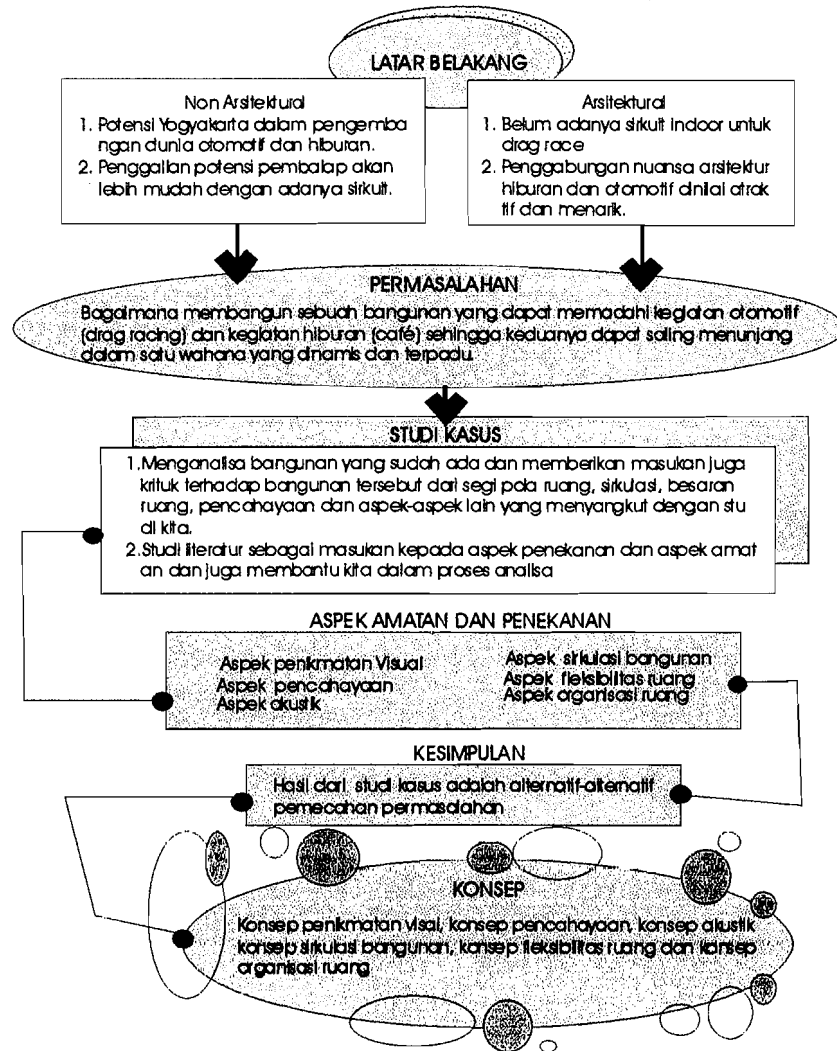 LATAR BELAKANG
Non Arsitektural
1. Potensi Yogyakarta dalam pengemba
ngan dunia otomotif dan hiburan.
2. Penggalian potensi pembalap akan
lebih mudah dengan adanya sirkuit.
Arsitektural
1. Belum adanya sirkuit indoor untuk
drag race
2. Penggabungan nuansa arsitektur
hiburan dan otomotif dinilai atrak
tif dan menarik.
PERMASALAHAN
Bagaimana membangun sebuah bangunan yang dapat memadahi kegiatan otomotif
(drag racing) dan kegiatan hiburan (café) sehingga keduanya dapat saling menunjang
dalam satu wahana yang dinamis dan terpadu.
STUDI KASUS
1.Menganalisa bangunan yang sudah ada dan memberikan masukan juga
krituk terhadap bangunan tersebut dari segi pola ruang, sirkulasi, besaran
ruang, pencahayaan dan aspek-aspek lain yang menyangkut dengan stu
di kita.
2.Studi literatur sebagai masukan kepada aspek penekanan dan aspek amat
an dan juga membantu kita dalam proses analisa
ASPEK AMATAN DAN PENEKANAN
Aspek penikmatan Visual
Aspek pencahayaan
Aspek akustik
Aspek sirkulasi bangunan
Aspek fleksibilitas ruang
Aspek organisasi ruang
KESIMPULAN
Hasil dari studi kasus adalah alternatif-alternatif
pemecahan permasalahan
KONSEP
Konsep penikmatan visal, konsep pencahayaan, konsep akustik
konsep sirkulasi bangunan, konsep fleksibilitas ruang dan konsep
organisasi ruang